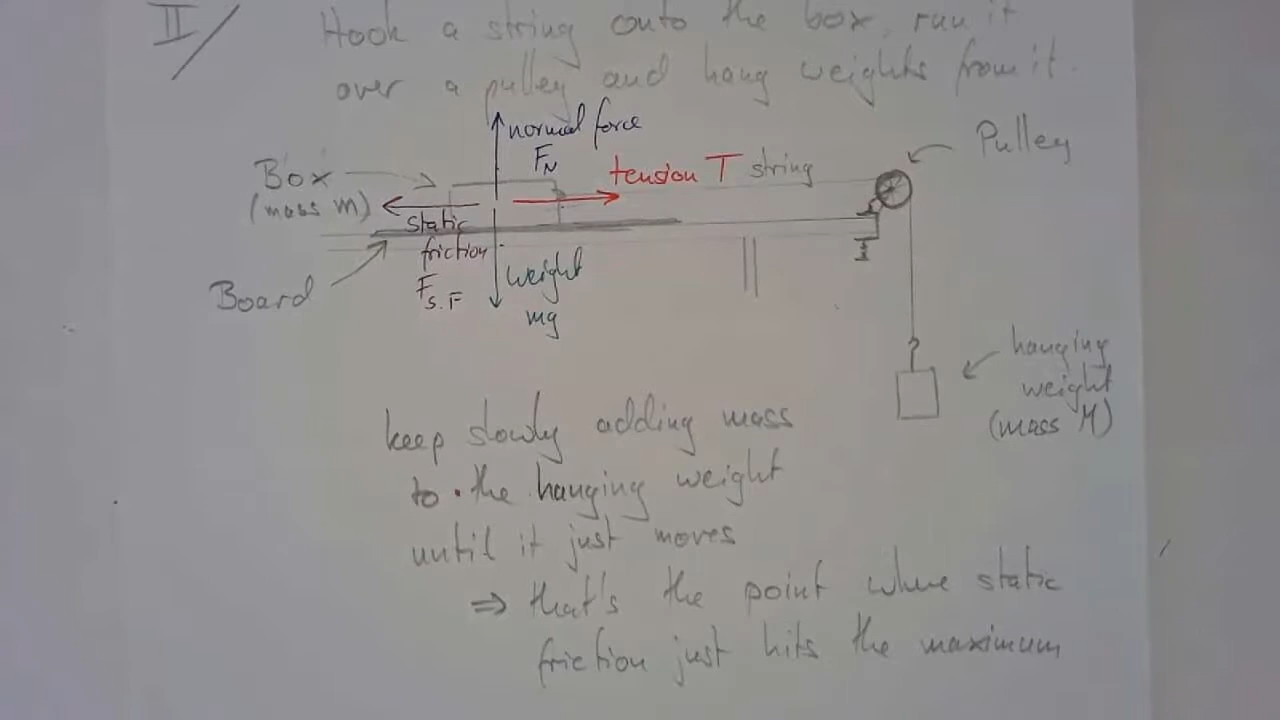 II/ Hook a string onto the box, run it
over a pulley and hang weights from it.
normal force
F_N
Pulley
Box
(mass m)
tension T string
static
friction
F_S.F
weight
mg
Board
hanging
weight
(mass M)
keep slowly adding mass
to the hanging weight
until it just moves
⇒ that's the point where static
friction just hits the maximum